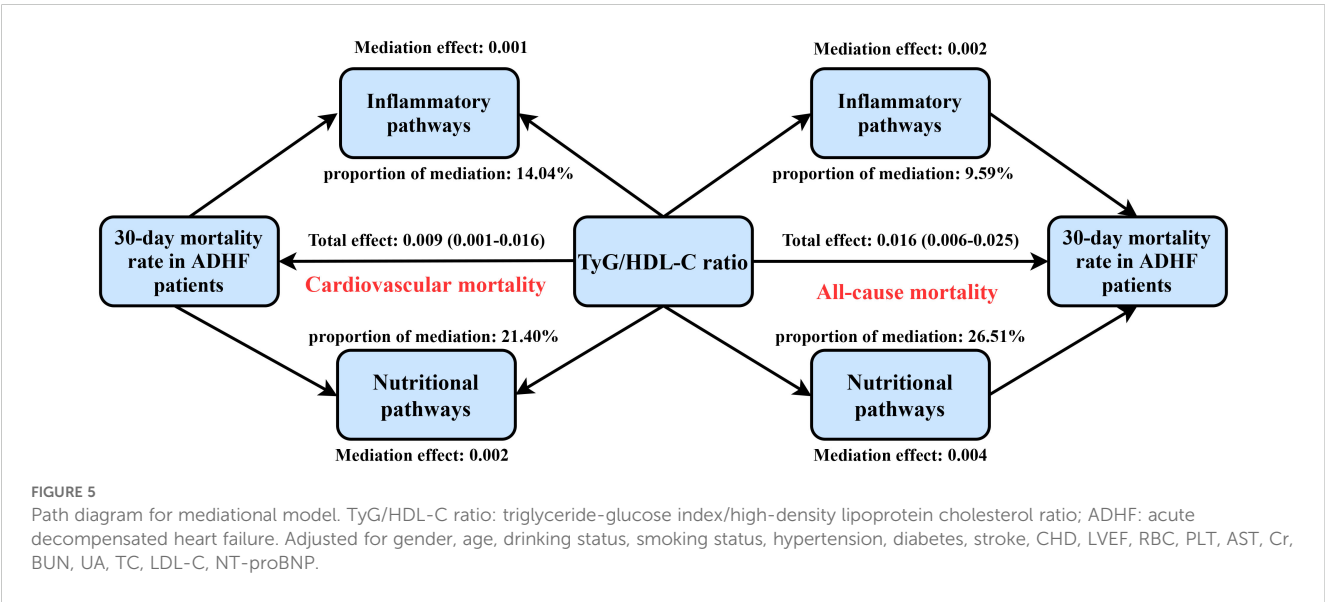 Mediation effect: 0.001
Mediation effect: 0.002
Inflammatory
pathways
Inflammatory
pathways
proportion of mediation: 14.04%
proportion of mediation: 9.59%
30-day mortality
rate in ADHF
patients
Total effect: 0.009 (0.001-0.016)
Cardiovascular mortality
TyG/HDL-C ratio
Total effect: 0.016 (0.006-0.025)
All-cause mortality
30-day mortality
rate in ADHF
patients
proportion of mediation: 21.40%
proportion of mediation: 26.51%
Nutritional
pathways
Nutritional
pathways
Mediation effect: 0.002
Mediation effect: 0.004
FIGURE 5
Path diagram for mediational model. TyG/HDL-C ratio: triglyceride-glucose index/high-density lipoprotein cholesterol ratio; ADHF: acute
decompensated heart failure. Adjusted for gender, age, drinking status, smoking status, hypertension, diabetes, stroke, CHD, LVEF, RBC, PLT, AST, Cr,
BUN, UA, TC, LDL-C, NT-proBNP.